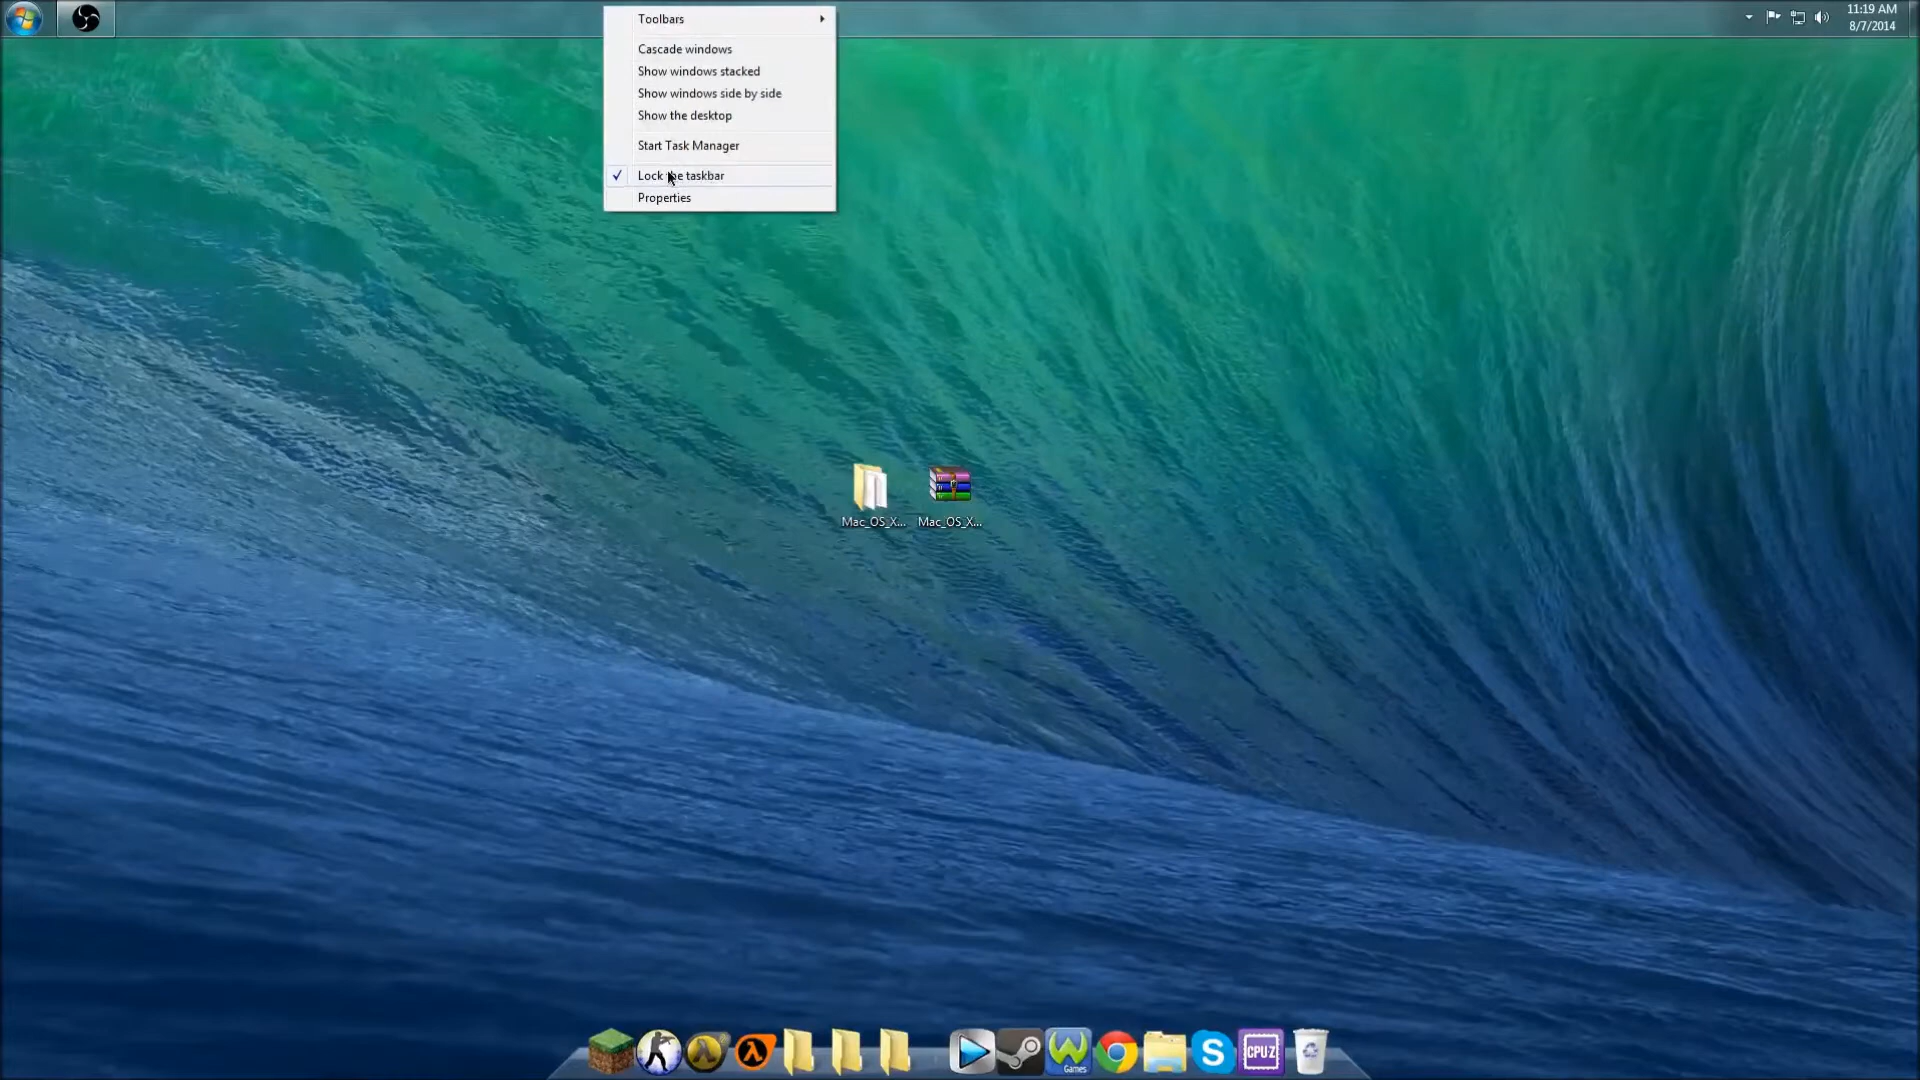 Toolbars
11:19 AM
8/7/2014
Cascade windows
Show windows stacked
Show windows side by side
Show the desktop
Start Task Manager
Lock the taskbar
Properties
Mac_OS_X... Mac_OS_X...
Games
CPU-Z